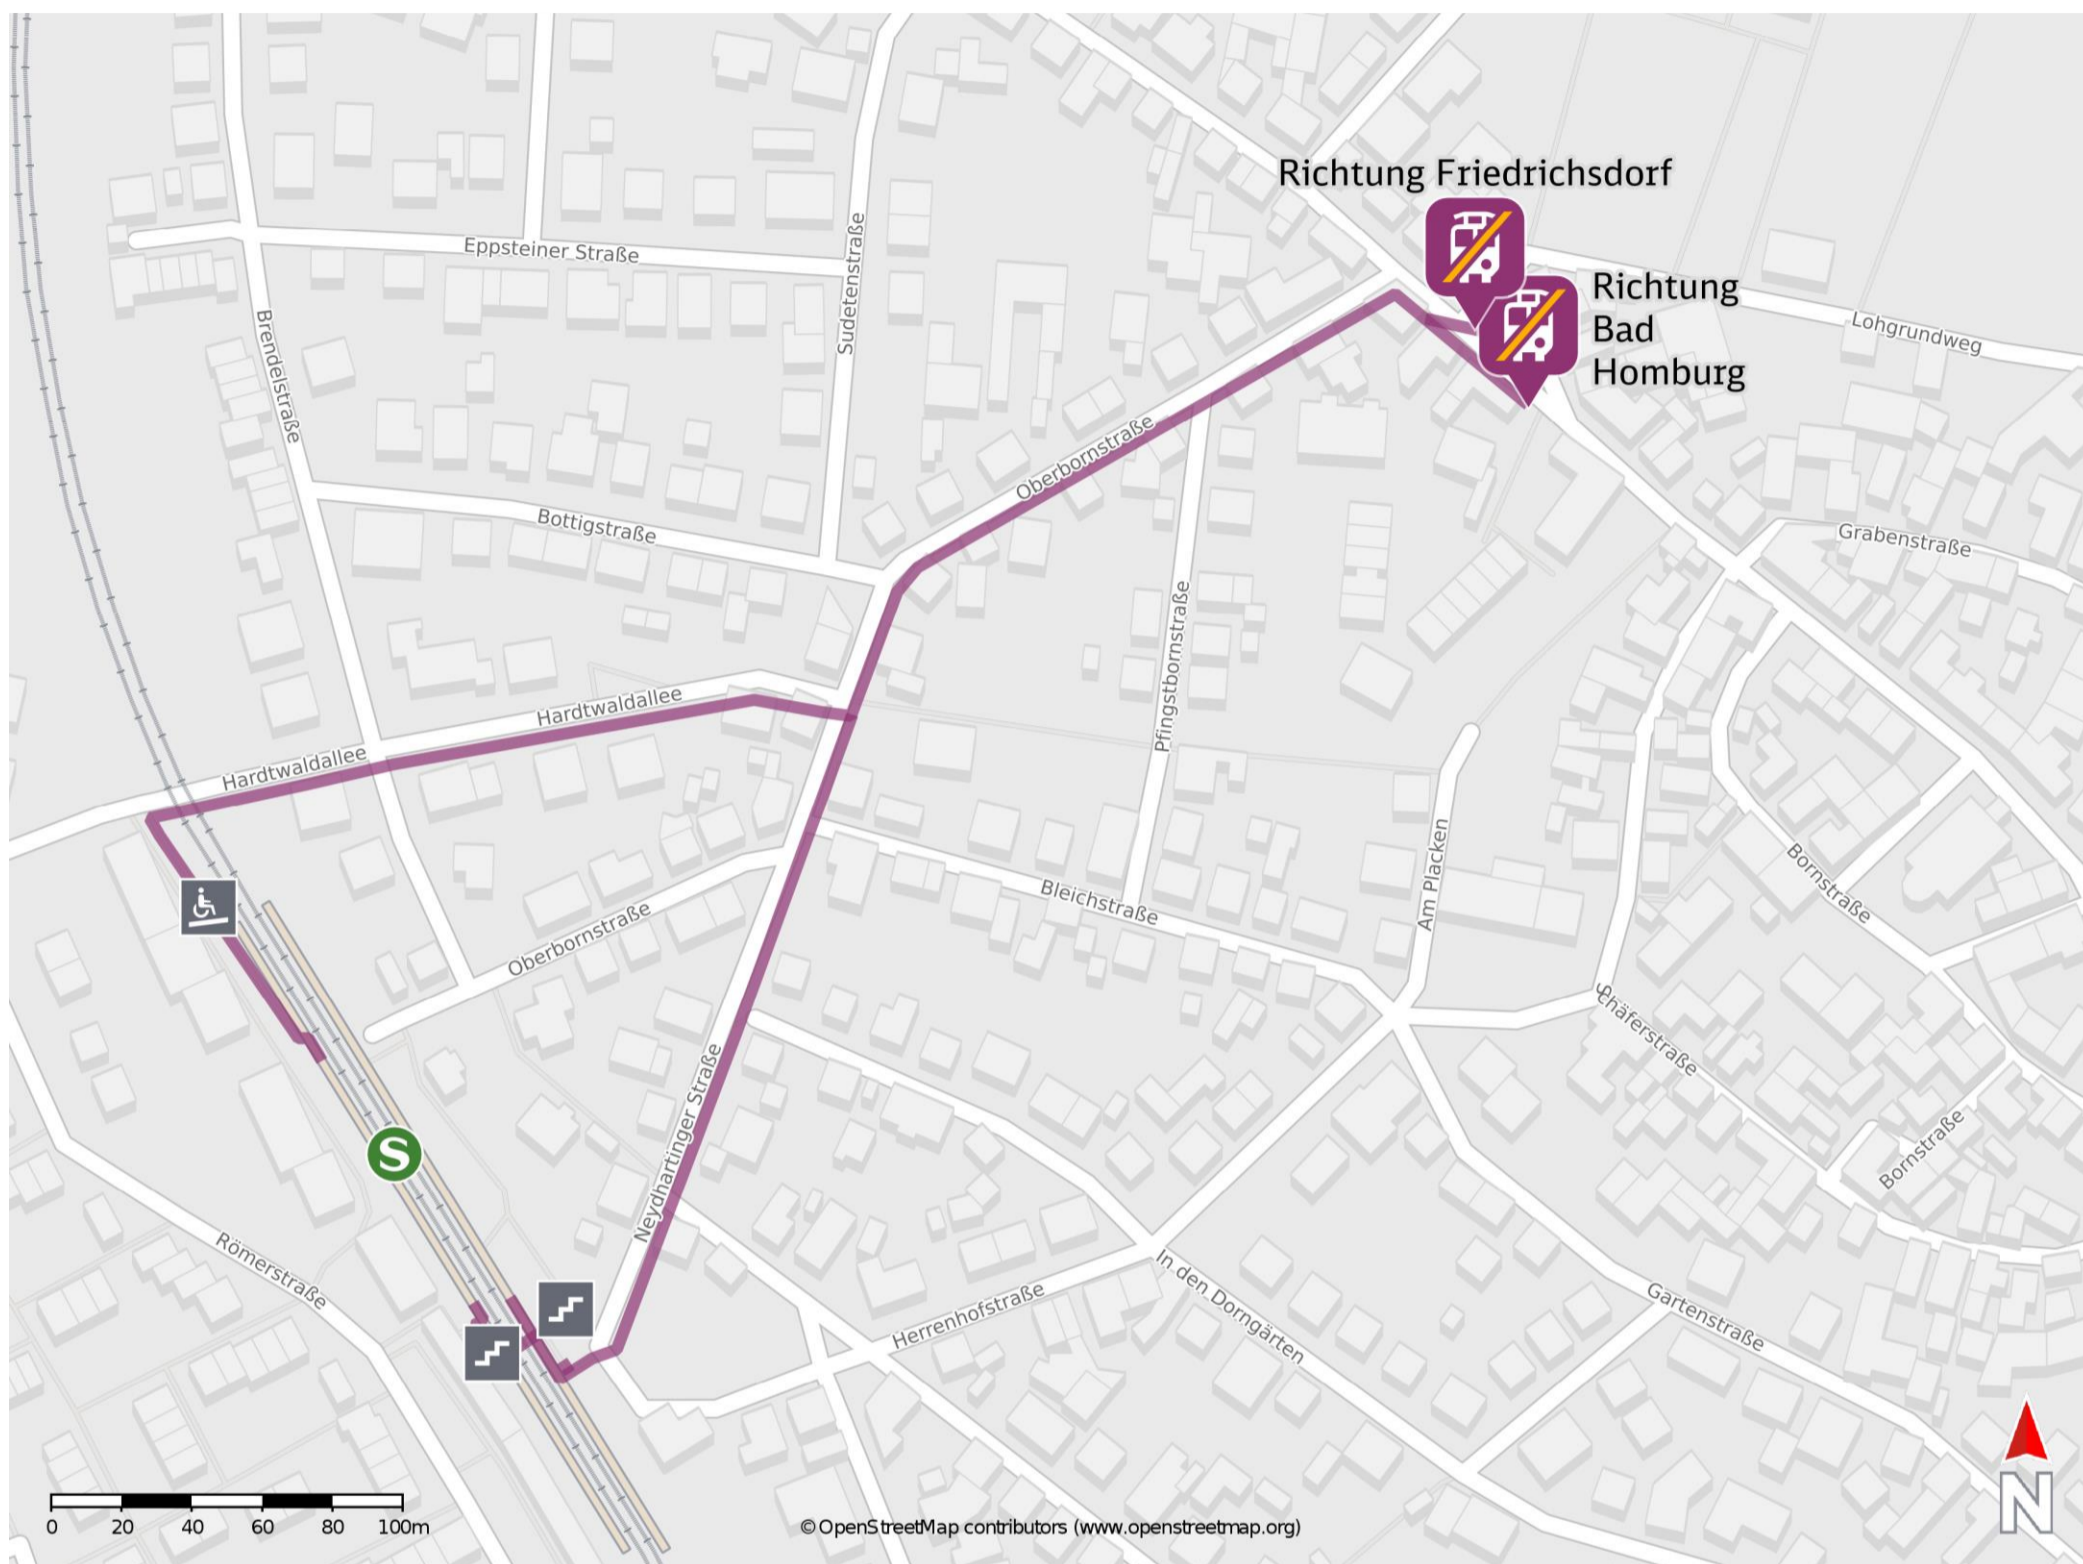 Richtung Friedrichsdorf
Richtung
Bad
Homburg
Eppsteiner Straße
Sudetenstraße
Lohgrundweg
Brendelstraße
Oberbornstraße
Bottigstraße
Grabenstraße
Pfingstbornstraße
Hardtwaldallee
Hardtwaldallee
Am Placken
Bornstraße
Bleichstraße
Oberbornstraße
Schäferstraße
Neydhartinger Straße
S
Bornstraße
Römerstraße
In den Dorngärten
Herrenhofstraße
Gartenstraße
N
0 20 40 60 80 100m
©OpenStreetMap contributors (www.openstreetmap.org)